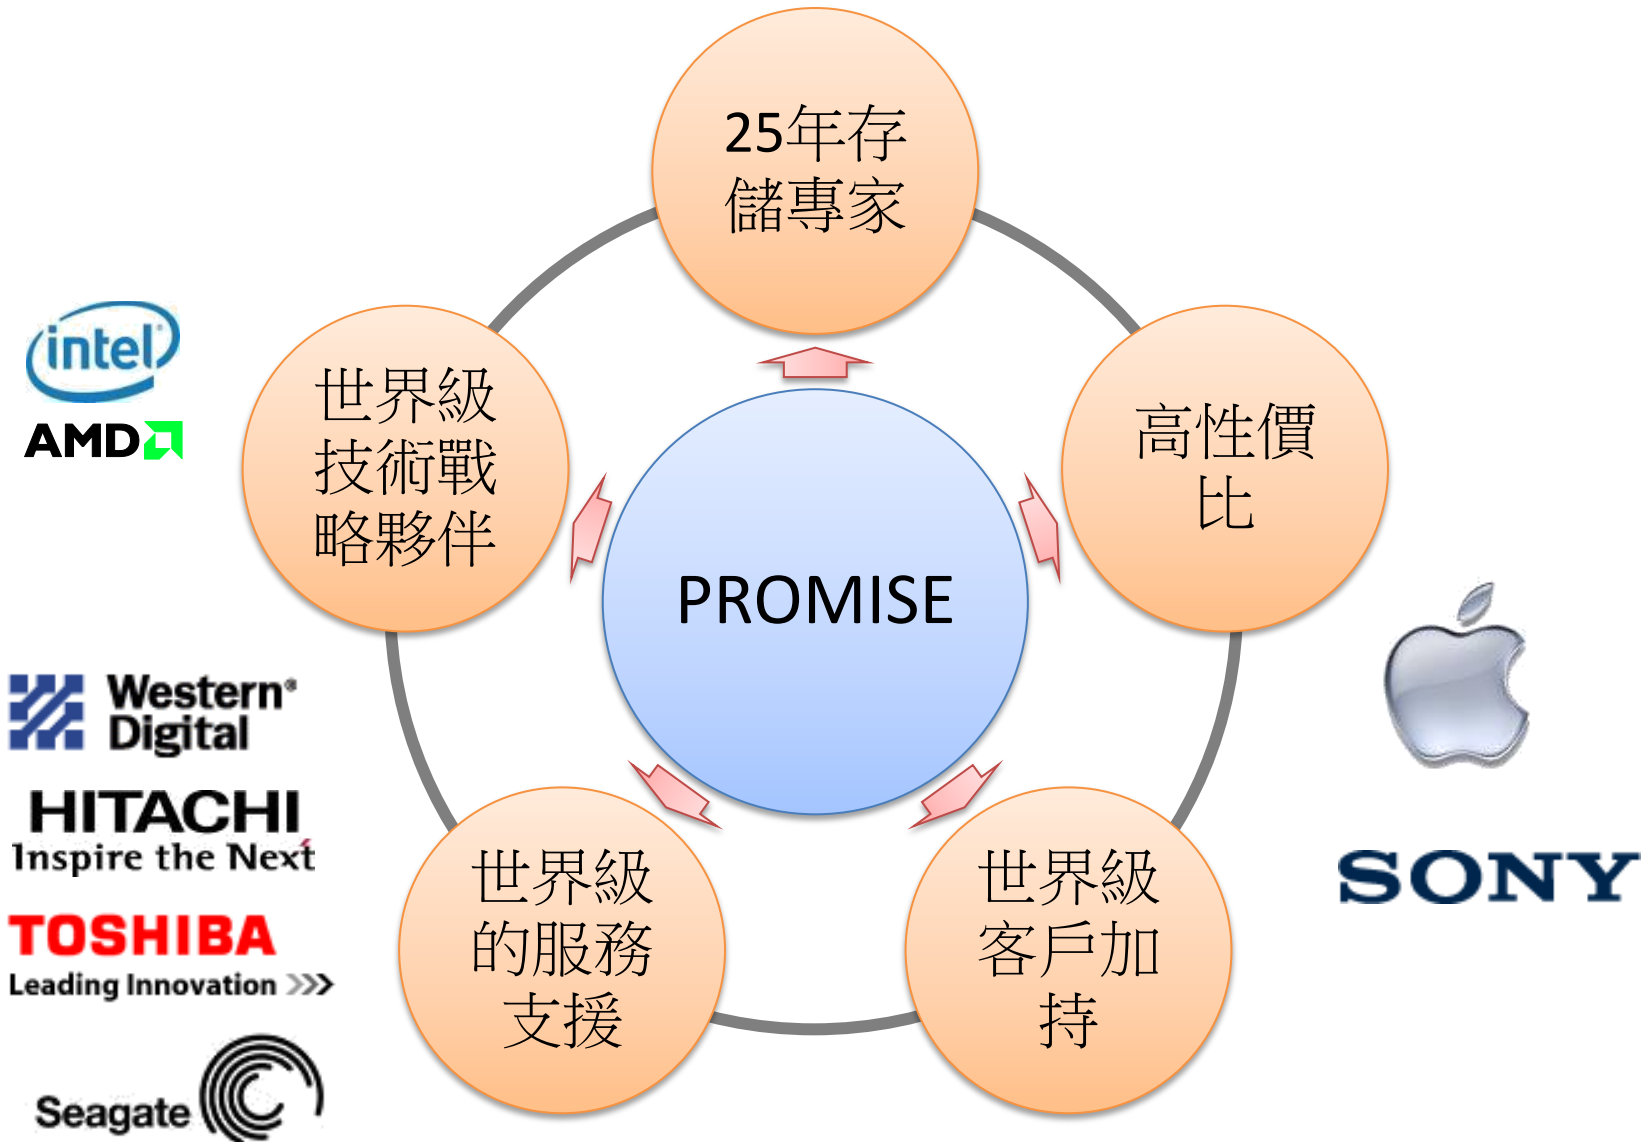 25年存
儲專家
intel
AMD
世界級
技術戰
略夥伴
高性價
比
PROMISE
Western®
Digital
HITACHI
Inspire the Next
TOSHIBA
Leading Innovation >>>
Seagate
世界級
的服務
支援
世界級
客戶加
持
SONY